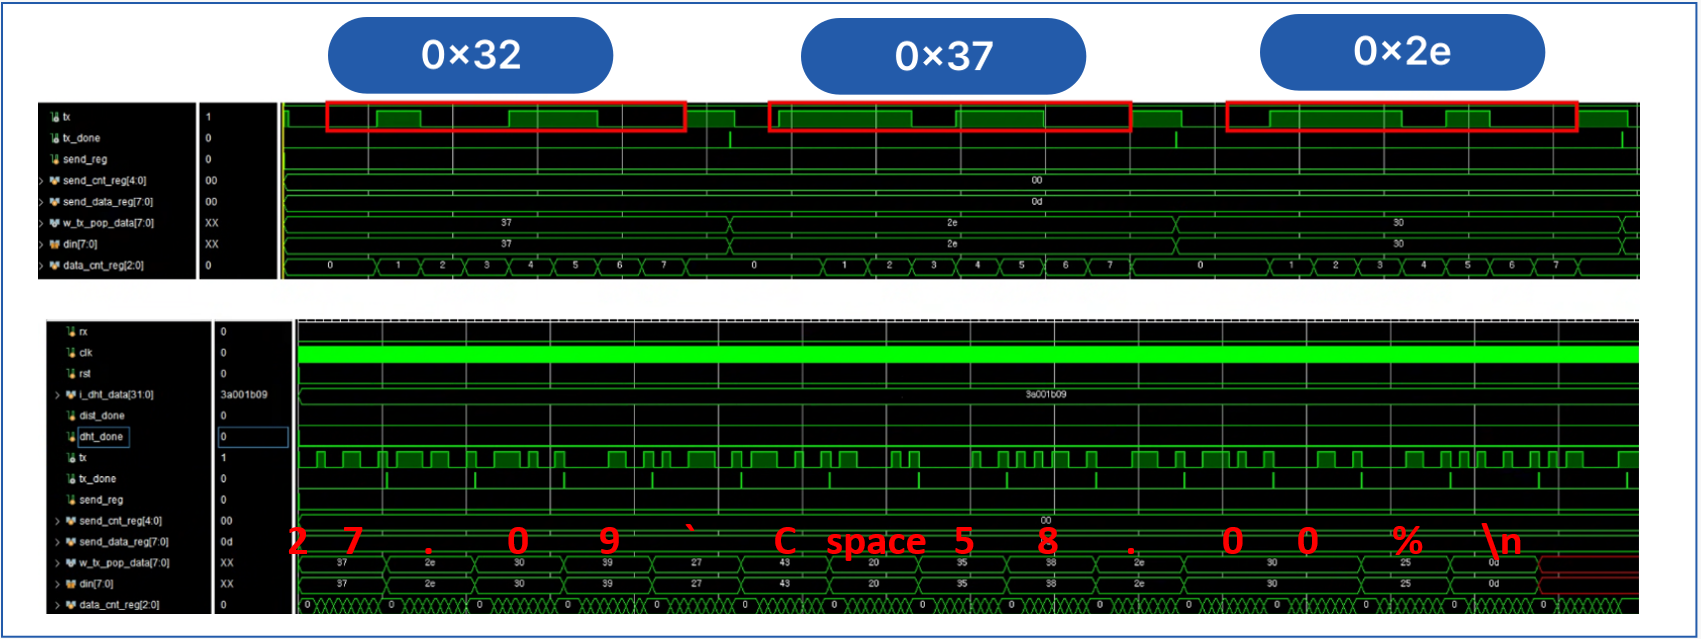 0×32 0×37 0×2e
tx 1
tx_done 0
send_reg 0
send_cnt_reg[4:0] 00 00
send_data_reg[7:0] 00 0d
w_tx_pop_data[7:0] XX 37 2e 30
din[7:0] XX 37 2e 30
data_cnt_reg[2:0] 0 0 1 2 3 4 5 6 7 0 1 2 3 4 5 6 7 0 1 2 3 4 5 6 7
rx 0
clk 0
rst 0
i_dht_data[31:0] 3a001b09 3a001b09
dist_done 0
dht_done 0
tx 1
tx_done 0
send_reg 0
send_cnt_reg[4:0] 00 00
2 7 . 0 9 ` C space 5 8 . 0 0 % \n
send_data_reg[7:0] 0d
w_tx_pop_data[7:0] XX 37 2e 30 39 27 43 20 35 38 2e 30 25 0d
din[7:0] XX 37 2e 30 39 27 43 20 35 38 2e 30 25 0d
data_cnt_reg[2:0] 0 0 0 0 0 0 0 0 0 0 0 0 0 0 0